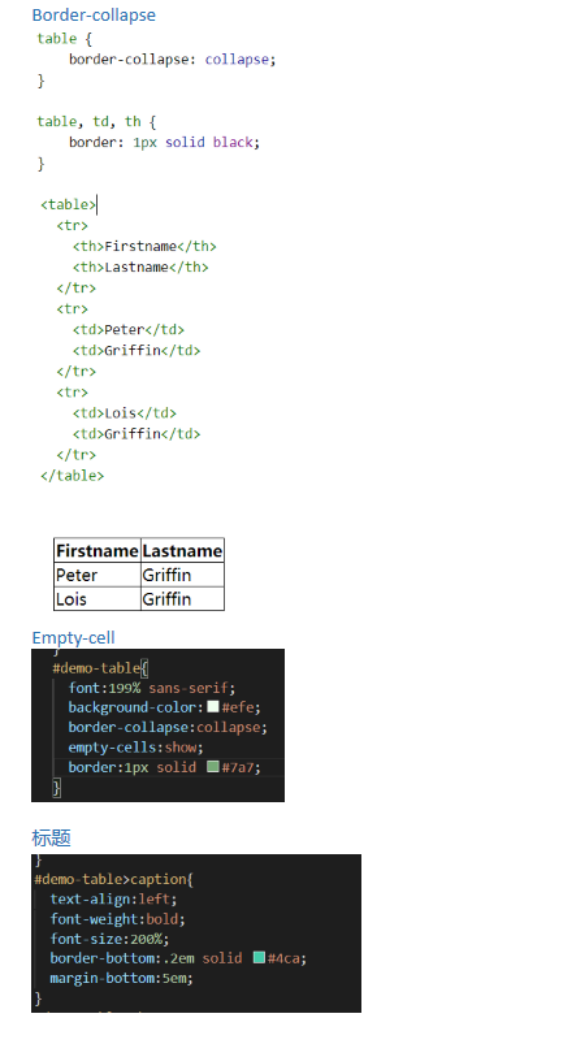 Border-collapse
table {
    border-collapse: collapse;
}
table, td, th {
    border: 1px solid black;
}
<table>
  <tr>
    <th>Firstname</th>
    <th>Lastname</th>
  </tr>
  <tr>
    <td>Peter</td>
    <td>Griffin</td>
  </tr>
  <tr>
    <td>Lois</td>
    <td>Griffin</td>
  </tr>
</table>
Firstname Lastname
Peter Griffin
Lois Griffin
Empty-cell
}
#demo-table{
  font:199% sans-serif;
  background-color:#efe;
  border-collapse:collapse;
  empty-cells:show;
  border:1px solid #7a7;
}
标题
}
#demo-table>caption{
  text-align:left;
  font-weight:bold;
  font-size:200%;
  border-bottom:.2em solid #4ca;
  margin-bottom:5em;
}